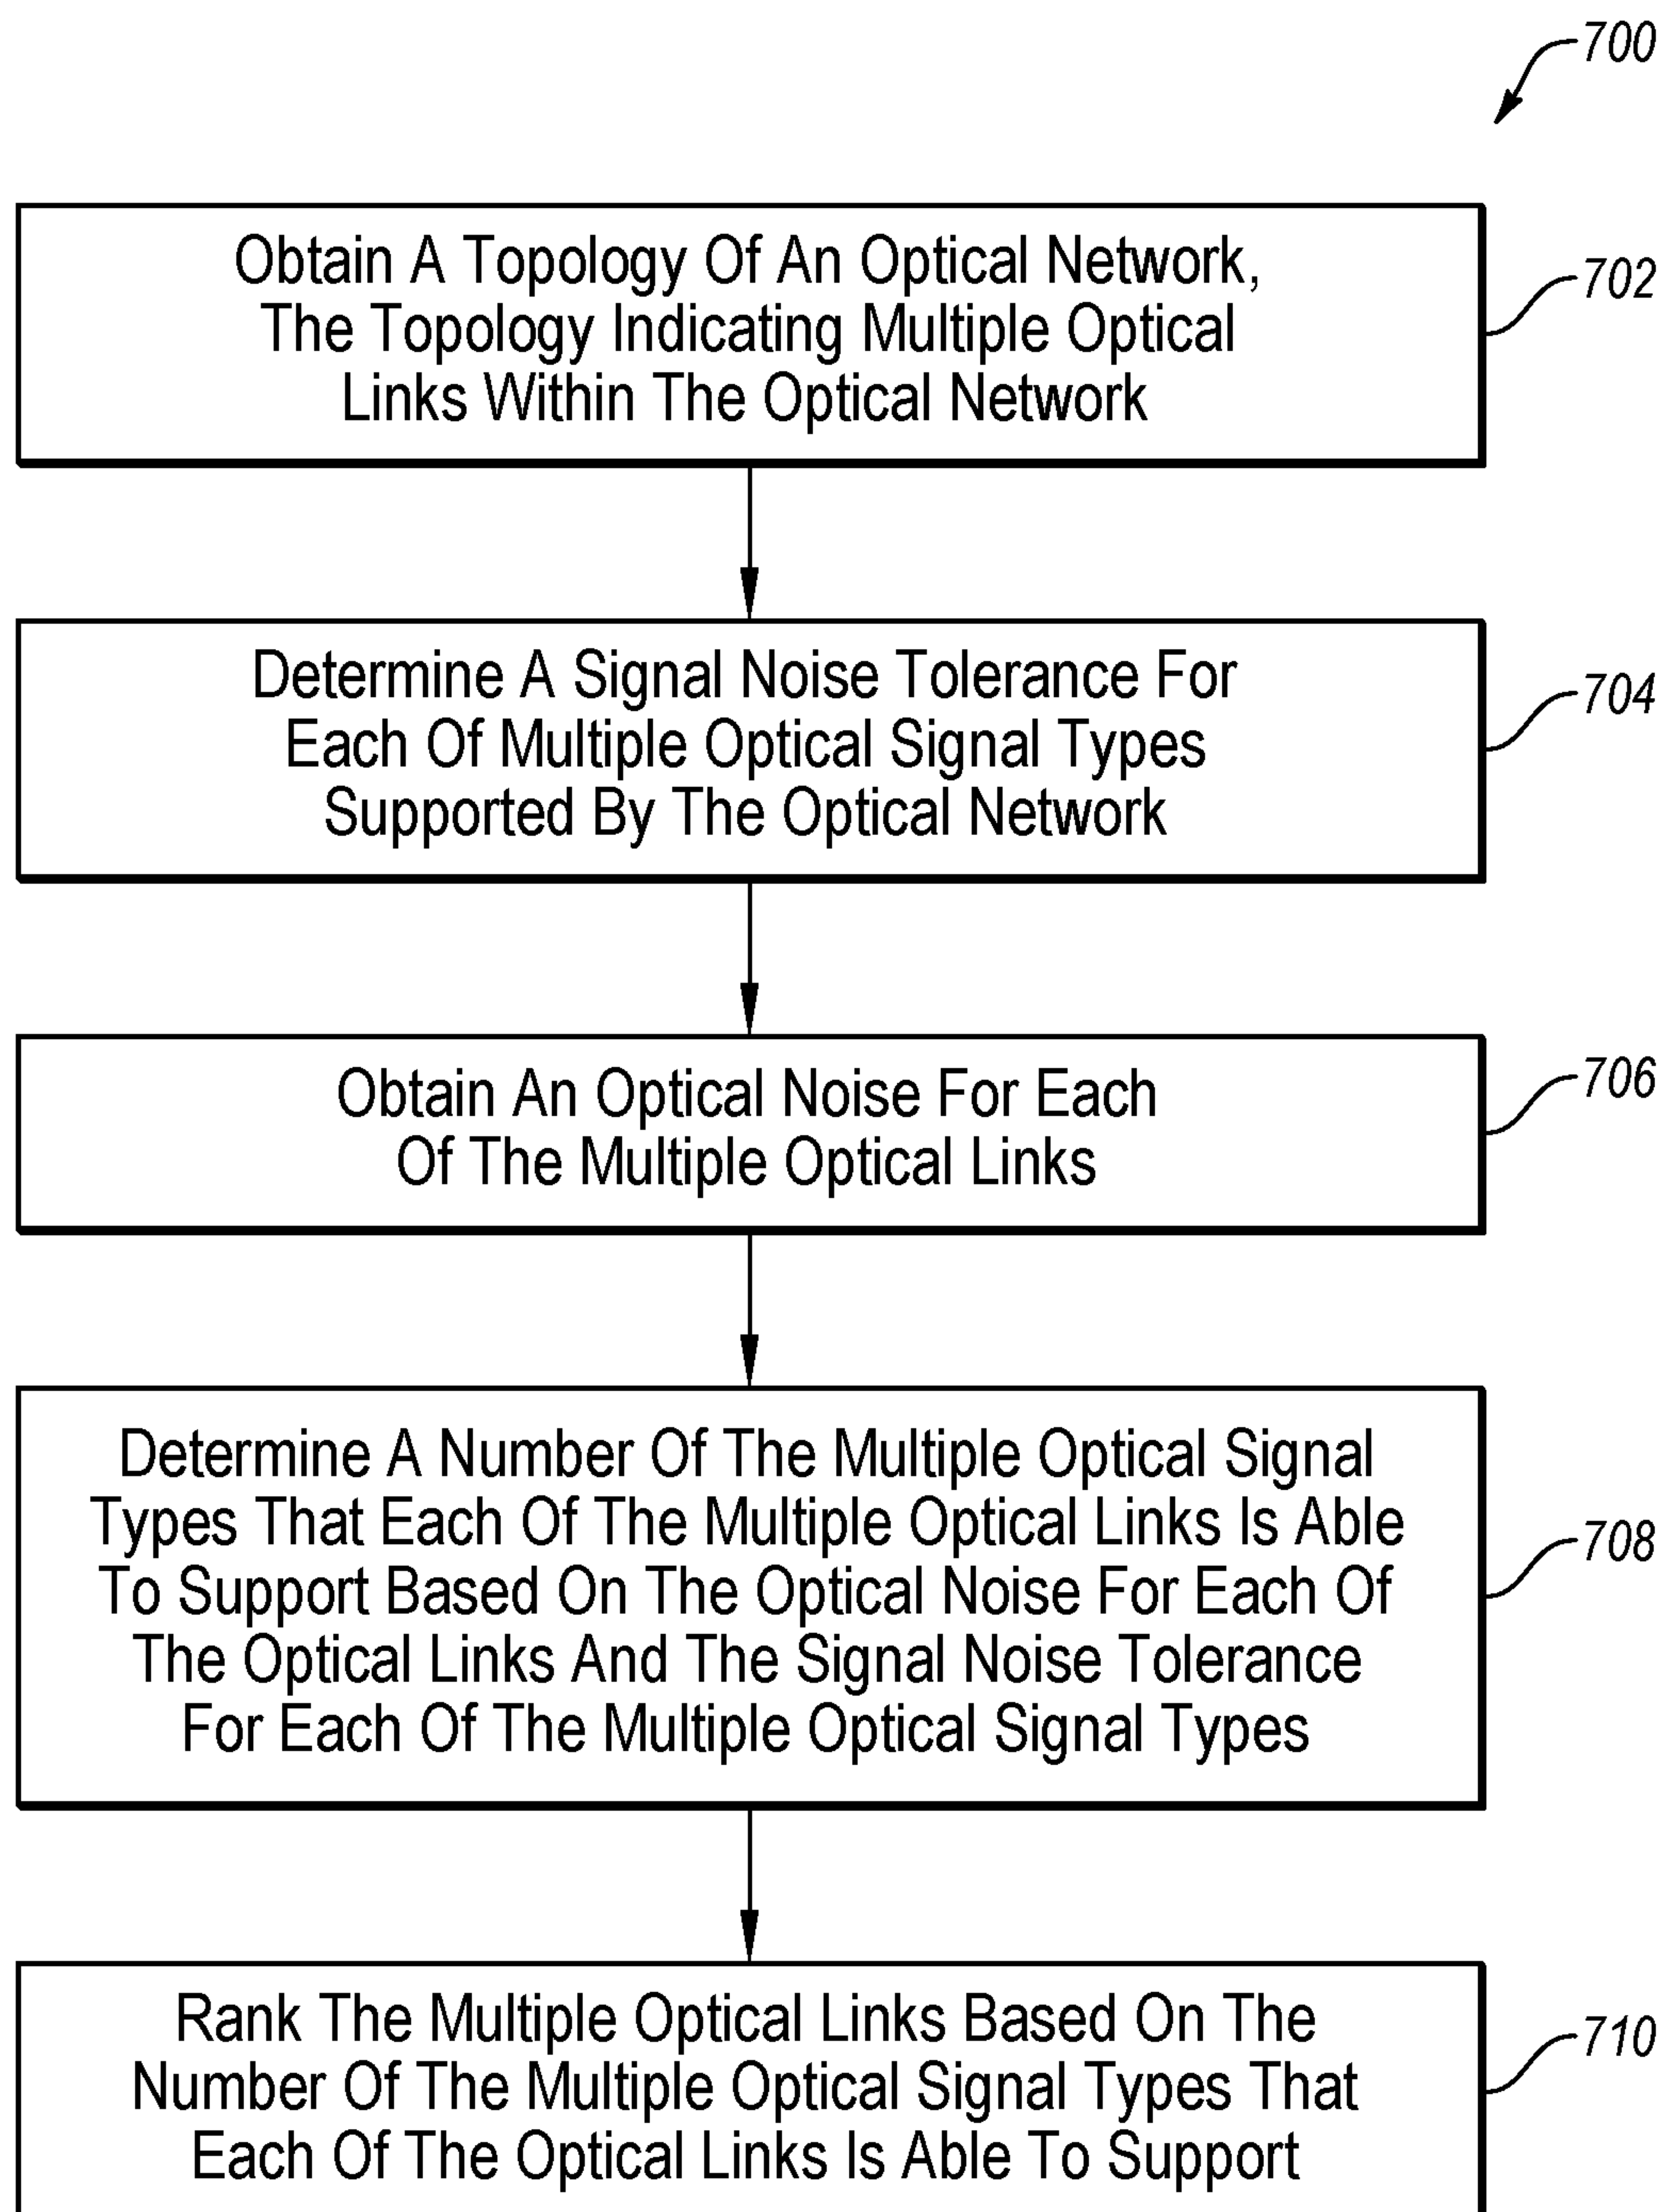 700
Obtain A Topology Of An Optical Network,
The Topology Indicating Multiple Optical
Links Within The Optical Network
702
Determine A Signal Noise Tolerance For
Each Of Multiple Optical Signal Types
Supported By The Optical Network
704
Obtain An Optical Noise For Each
Of The Multiple Optical Links
706
Determine A Number Of The Multiple Optical Signal
Types That Each Of The Multiple Optical Links Is Able
To Support Based On The Optical Noise For Each Of
The Optical Links And The Signal Noise Tolerance
For Each Of The Multiple Optical Signal Types
708
Rank The Multiple Optical Links Based On The
Number Of The Multiple Optical Signal Types That
Each Of The Optical Links Is Able To Support
710